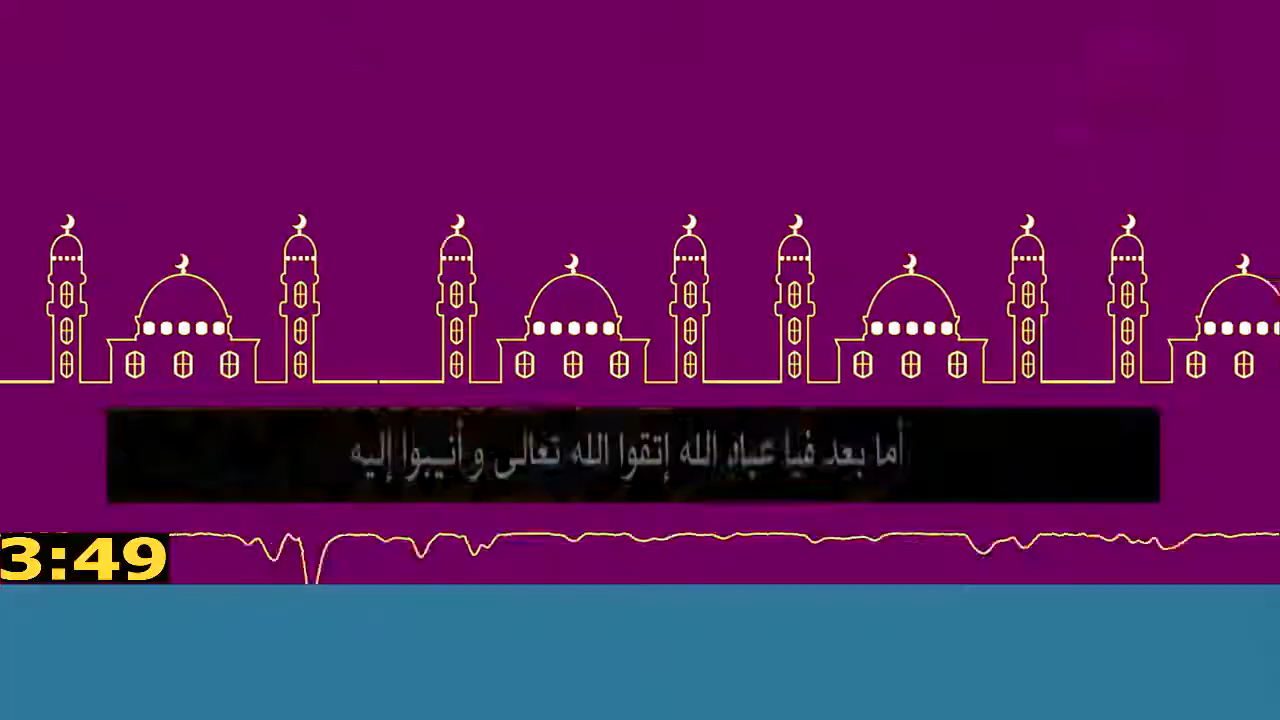 أما بعد فيا عباد الله إتقوا الله تعالى وأنيبوا إليه
3:49